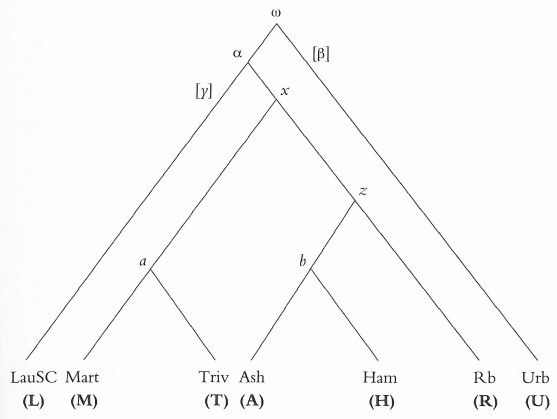 ω
α [β]
[γ] x
z
a b
LauSC Mart Triv Ash Ham Rb Urb
(L) (M) (T) (A) (H) (R) (U)